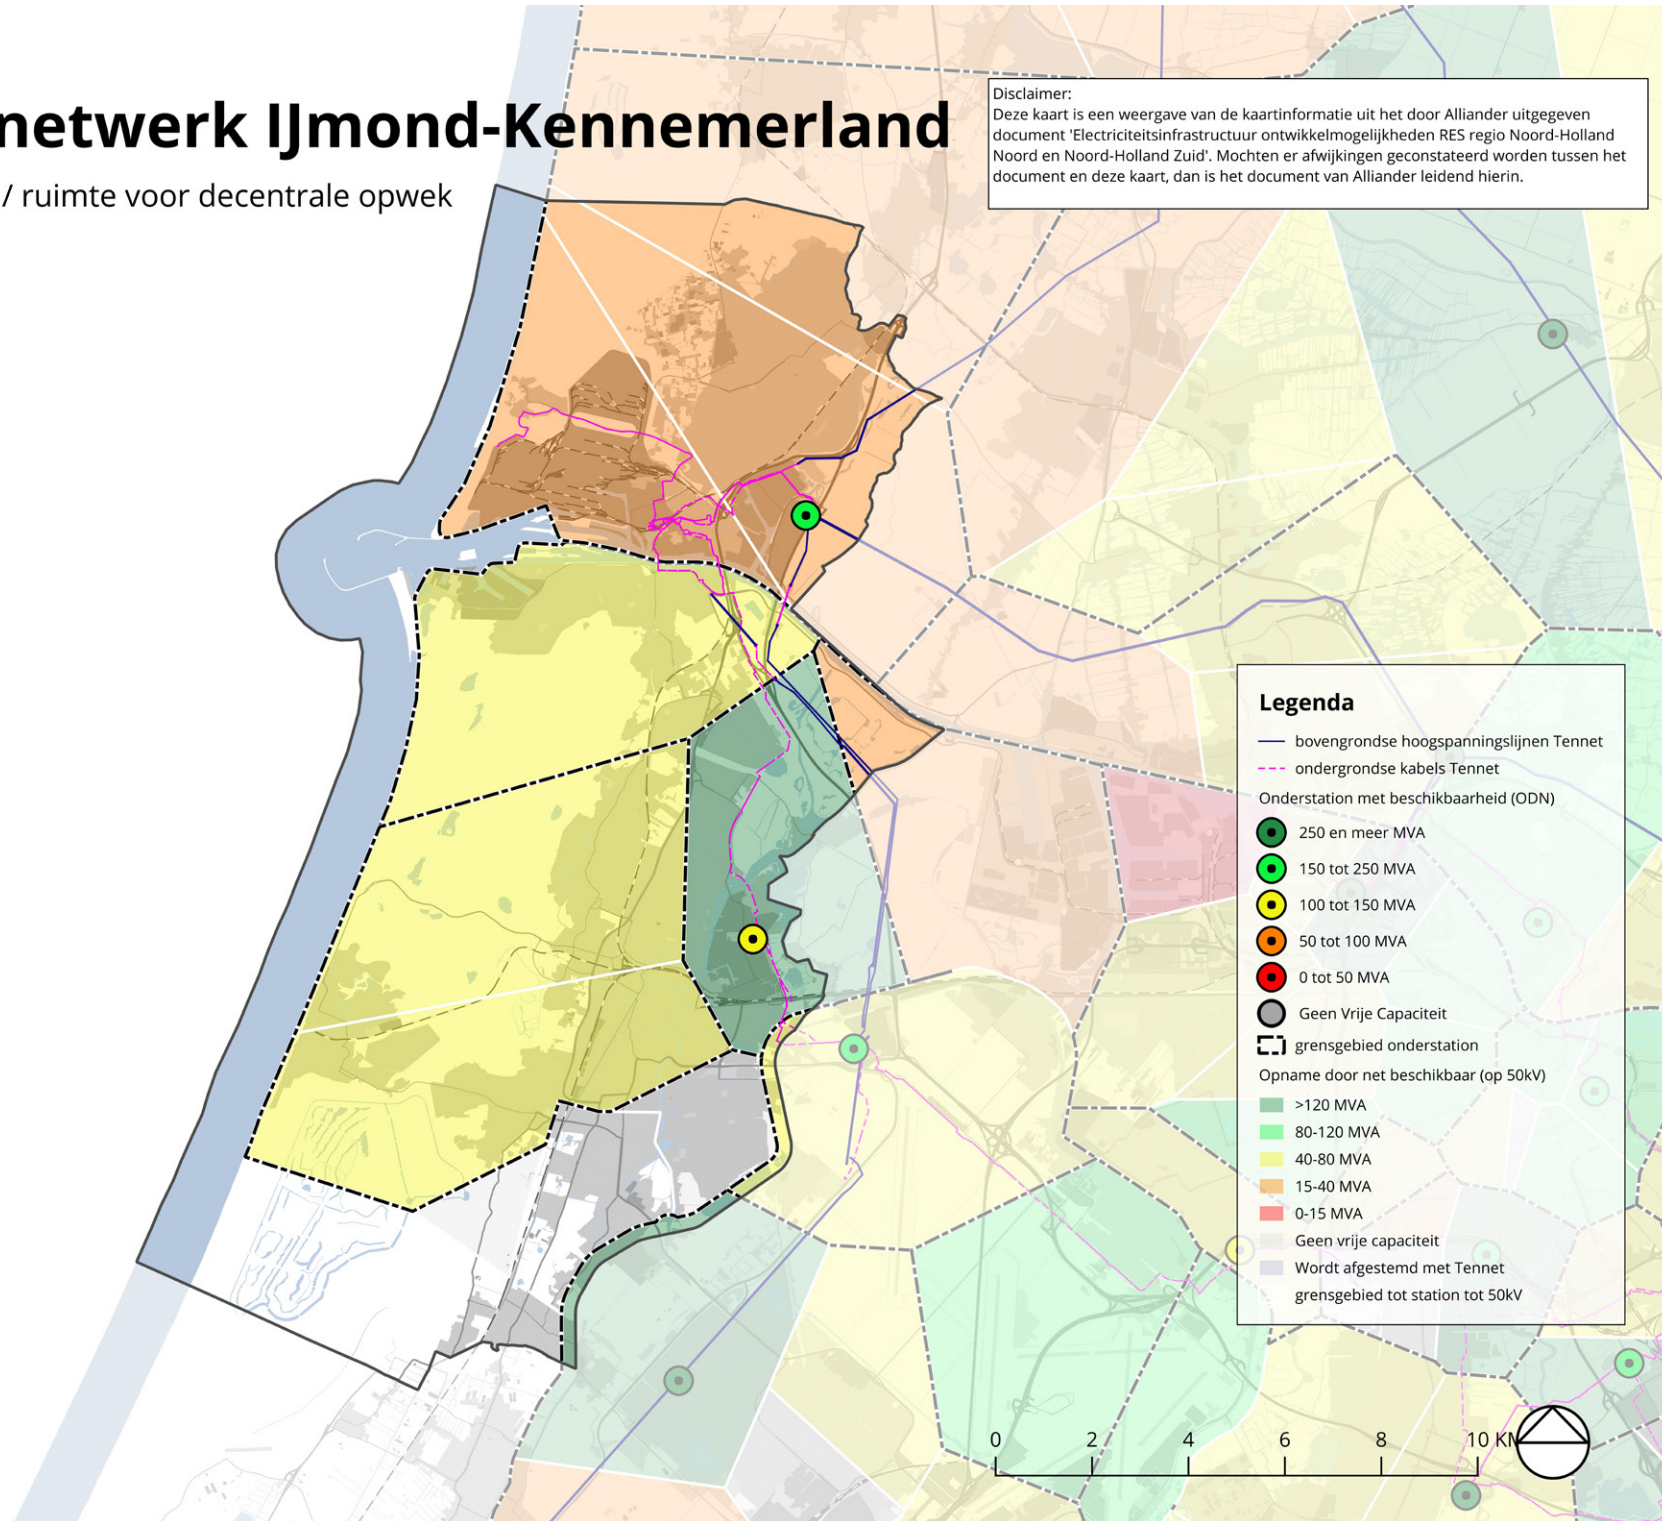 netwerk IJmond-Kennemerland
/ ruimte voor decentrale opwek
Disclaimer:
Deze kaart is een weergave van de kaartinformatie uit het door Alliander uitgegeven
document 'Electriciteitsinfrastructuur ontwikkelmogelijkheden RES regio Noord-Holland
Noord en Noord-Holland Zuid'. Mochten er afwijkingen geconstateerd worden tussen het
document en deze kaart, dan is het document van Alliander leidend hierin.
Legenda
bovengrondse hoogspanningslijnen Tennet
ondergrondse kabels Tennet
Onderstation met beschikbaarheid (ODN)
250 en meer MVA
150 tot 250 MVA
100 tot 150 MVA
50 tot 100 MVA
0 tot 50 MVA
Geen Vrije Capaciteit
grensgebied onderstation
Opname door net beschikbaar (op 50kV)
>120 MVA
80-120 MVA
40-80 MVA
15-40 MVA
0-15 MVA
Geen vrije capaciteit
Wordt afgestemd met Tennet
grensgebied tot station tot 50kV
0 2 4 6 8 10 KM